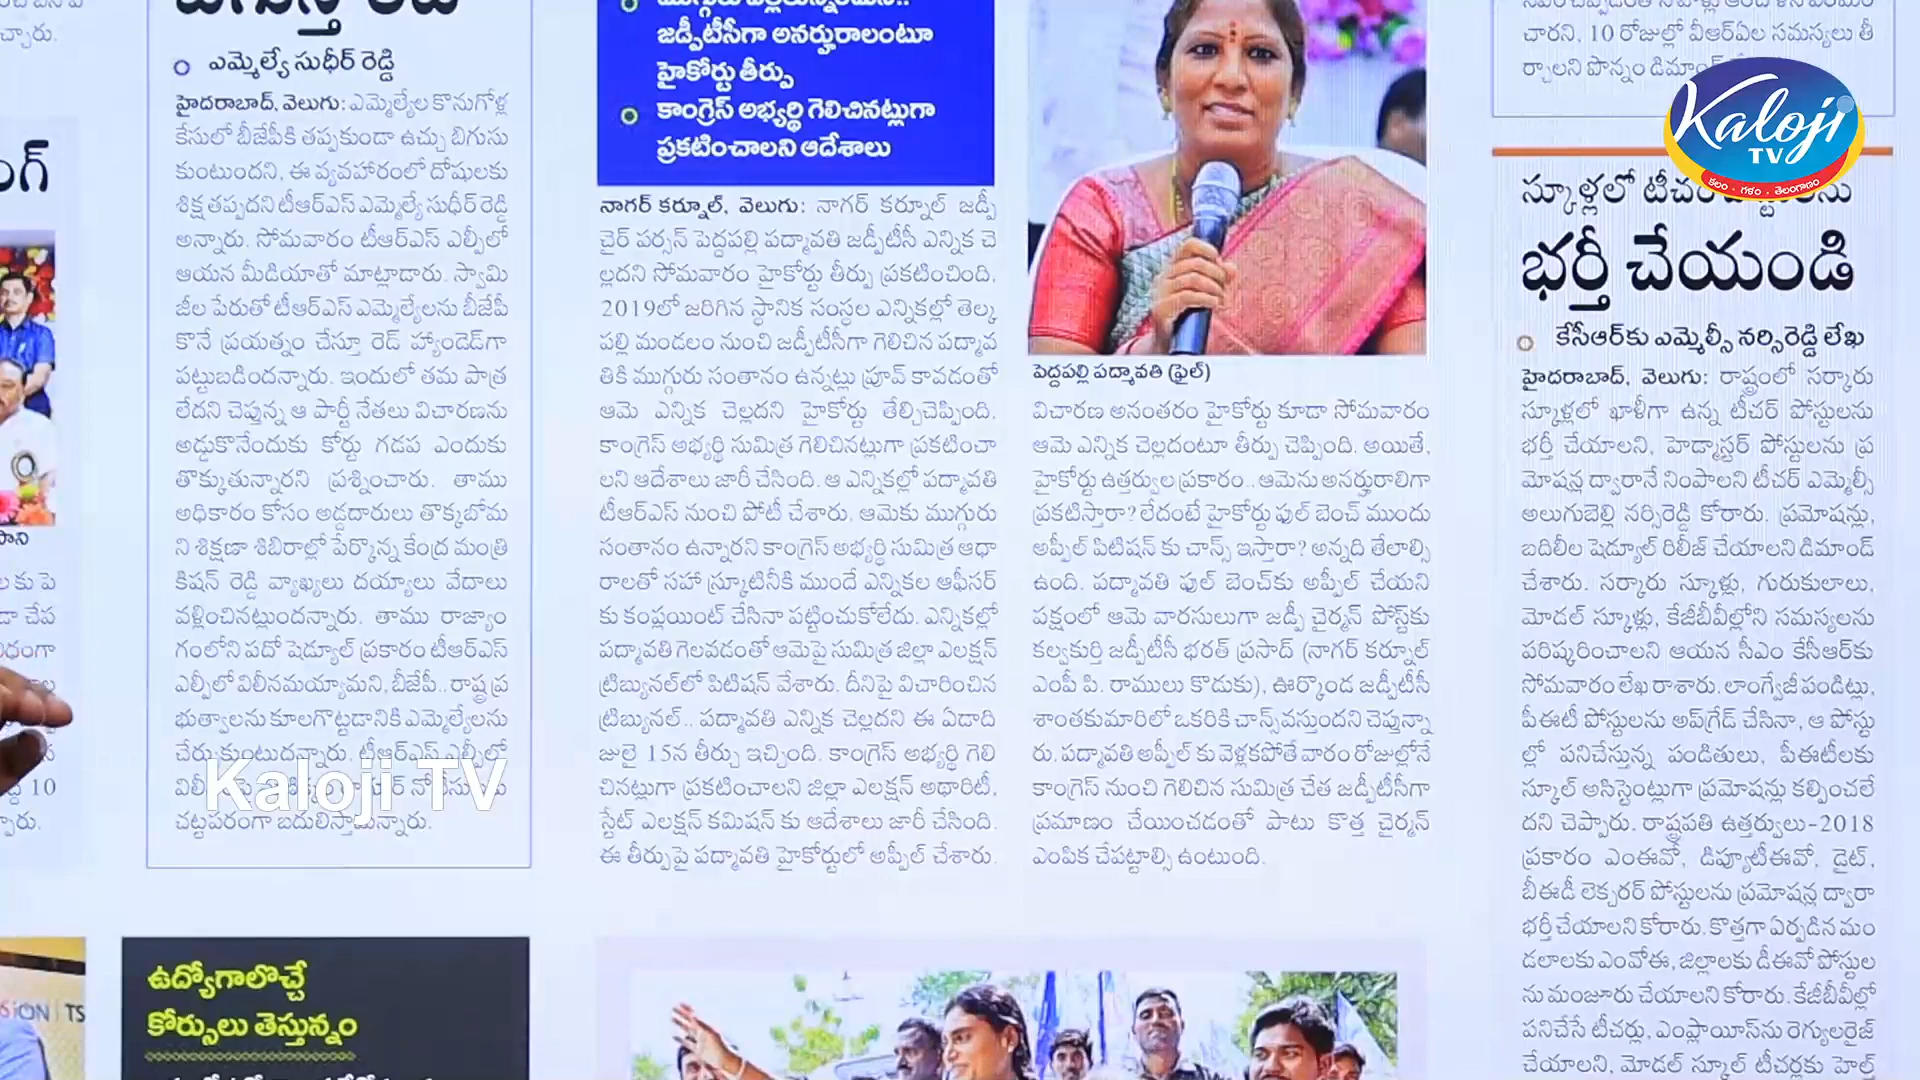 ఎమ్మెల్యే సుధీర్ రెడ్డి
హైదరాబాద్, వెలుగు: ఎమ్మెల్యేల కొనుగోళ్ల
కేసులో బీజేపీకి తప్పకుండా ఉచ్చు బిగుసు
కుంటుందని, ఈ వ్యవహారంలో దోషులకు
శిక్ష తప్పదని టీఆర్ఎస్ ఎమ్మెల్యే సుధీర్ రెడ్డి
అన్నారు. సోమవారం టీఆర్ఎస్ ఎల్పీలో
ఆయన మీడియాతో మాట్లాడారు. స్వామి
జీల పేరుతో టీఆర్ఎస్ ఎమ్మెల్యేలను బీజేపీ
కొనే ప్రయత్నం చేస్తూ రెడ్ హ్యాండెడ్‌గా
పట్టుబడిందన్నారు. ఇందులో తమ పాత్ర
లేదని చెప్తున్న ఆ పార్టీ నేతలు విచారణను
అడ్డుకొనేందుకు కోర్టు గడప ఎందుకు
తొక్కుతున్నారని ప్రశ్నించారు. తాము
అధికారం కోసం అడ్డదారులు తొక్కబోమ
ని శిక్షణా శిబిరాల్లో పేర్కొన్న కేంద్ర మంత్రి
కిషన్ రెడ్డి వ్యాఖ్యలు దయ్యాలు వేదాలు
వల్లించినట్లుందన్నారు. తాము రాజ్యాం
గంలోని పదో షెడ్యూల్ ప్రకారం టీఆర్ఎస్
ఎల్పీలో విలీనమయ్యామని, బీజేపీ.. రాష్ట్ర ప్ర
భుత్వాలను కూలగొట్టడానికి ఎమ్మెల్యేలను
చేర్చుకుంటుదన్నారు. టీఆర్ఎస్ ఎల్పీలో
చట్టపరంగా బదులిస్తామన్నారు.
Kaloji TV
ఉద్యోగాలొచ్చే
కోర్సులు తెస్తున్నం
జడ్పీటీసీగా అనర్హురాలంటూ
హైకోర్టు తీర్పు
కాంగ్రెస్ అభ్యర్థి గెలిచినట్లుగా
ప్రకటించాలని ఆదేశాలు
నాగర్ కర్నూల్, వెలుగు: నాగర్ కర్నూల్ జడ్పీ
చైర్ పర్సన్ పెద్దపల్లి పద్మావతి జడ్పీటీసీ ఎన్నిక చె
ల్లదని సోమవారం హైకోర్టు తీర్పు ప్రకటించింది.
2019లో జరిగిన స్థానిక సంస్థల ఎన్నికల్లో తెల్క
పల్లి మండలం నుంచి జడ్పీటీసీగా గెలిచిన పద్మావ
తికి ముగ్గురు సంతానం ఉన్నట్లు ప్రూవ్ కావడంతో
ఆమె ఎన్నిక చెల్లదని హైకోర్టు తేల్చిచెప్పింది.
కాంగ్రెస్ అభ్యర్థి సుమిత్ర గెలిచినట్లుగా ప్రకటించా
లని ఆదేశాలు జారీ చేసింది. ఆ ఎన్నికల్లో పద్మావతి
టీఆర్ఎస్ నుంచి పోటీ చేశారు. ఆమెకు ముగ్గురు
సంతానం ఉన్నారని కాంగ్రెస్ అభ్యర్థి సుమిత్ర ఆధా
రాలతో సహా స్క్రూటినీకి ముందే ఎన్నికల ఆఫీసర్
కు కంప్లయింట్ చేసినా పట్టించుకోలేదు. ఎన్నికల్లో
పద్మావతి గెలవడంతో ఆమెపై సుమిత్ర జిల్లా ఎలక్షన్
ట్రిబ్యునల్‌లో పిటిషన్ వేశారు. దీనిపై విచారించిన
ట్రిబ్యునల్.. పద్మావతి ఎన్నిక చెల్లదని ఈ ఏడాది
జులై 15న తీర్పు ఇచ్చింది. కాంగ్రెస్ అభ్యర్థి గెలి
చినట్లుగా ప్రకటించాలని జిల్లా ఎలక్షన్ అథారిటీ,
స్టేట్ ఎలక్షన్ కమిషన్ కు ఆదేశాలు జారీ చేసింది.
ఈ తీర్పుపై పద్మావతి హైకోర్టులో అప్పీల్ చేశారు.
పెద్దపల్లి పద్మావతి (ఫైల్)
విచారణ అనంతరం హైకోర్టు కూడా సోమవారం
ఆమె ఎన్నిక చెల్లదంటూ తీర్పు చెప్పింది. అయితే,
హైకోర్టు ఉత్తర్వుల ప్రకారం.. ఆమెను అనర్హురాలిగా
ప్రకటిస్తారా? లేదంటే హైకోర్టు ఫుల్ బెంచ్ ముందు
అప్పీల్ పిటిషన్ కు చాన్స్ ఇస్తారా? అన్నది తేలాల్సి
ఉంది. పద్మావతి ఫుల్ బెంచ్‌కు అప్పీల్ చేయని
పక్షంలో ఆమె వారసులుగా జడ్పీ చైర్మన్ పోస్ట్‌కు
కల్వకుర్తి జడ్పీటీసీ భరత్ ప్రసాద్ (నాగర్ కర్నూల్
ఎంపీ పి. రాములు కొడుకు), ఊర్కొండ జడ్పీటీసీ
శాంతకుమారిలో ఒకరికి చాన్స్ వస్తుందని చెప్తున్నా
రు. పద్మావతి అప్పీల్ కు వెళ్లకపోతే వారం రోజుల్లోనే
కాంగ్రెస్ నుంచి గెలిచిన సుమిత్ర చేత జడ్పీటీసీగా
ప్రమాణం చేయించడంతో పాటు కొత్త చైర్మన్
ఎంపిక చేపట్టాల్సి ఉంటుంది.
చారని, 10 రోజుల్లో వీఆర్ఏల సమస్యలు తీ
ర్చాలని పొన్నం డిమాండ్
Kaloji
TV
కలం • గళం • తెలంగాణం
భర్తీ చేయండి
కేసీఆర్‌కు ఎమ్మెల్సీ నర్సిరెడ్డి లేఖ
హైదరాబాద్, వెలుగు: రాష్ట్రంలో సర్కారు
స్కూళ్లలో ఖాళీగా ఉన్న టీచర్ పోస్టులను
భర్తీ చేయాలని, హెడ్మాస్టర్ పోస్టులను ప్ర
మోషన్ల ద్వారానే నింపాలని టీచర్ ఎమ్మెల్సీ
అలుగుబెల్లి నర్సిరెడ్డి కోరారు. ప్రమోషన్లు,
బదిలీల షెడ్యూల్ రిలీజ్ చేయాలని డిమాండ్
చేశారు. సర్కారు స్కూళ్లు, గురుకులాలు,
మోడల్ స్కూళ్లు, కేజీబీవీల్లోని సమస్యలను
పరిష్కరించాలని ఆయన సీఎం కేసీఆర్‌కు
సోమవారం లేఖ రాశారు. లాంగ్వేజీ పండిట్లు,
పీఈటీ పోస్టులను అప్‌గ్రేడ్ చేసినా, ఆ పోస్టు
ల్లో పనిచేస్తున్న పండితులు, పీఈటీలకు
స్కూల్ అసిస్టెంట్లుగా ప్రమోషన్లు కల్పించలే
దని చెప్పారు. రాష్ట్రపతి ఉత్తర్వులు-2018
ప్రకారం ఎంఈవో, డిప్యూటీఈవో, డైట్,
బీఈడీ లెక్చరర్ పోస్టులను ప్రమోషన్ల ద్వారా
భర్తీ చేయాలని కోరారు. కొత్తగా ఏర్పడిన మం
డలాలకు ఎంవోఈ, జిల్లాలకు డీఈవో పోస్టుల
ను మంజూరు చేయాలని కోరారు. కేజీబీవీల్లో
పనిచేసే టీచర్లు, ఎంప్లాయీస్‌ను రెగ్యులరైజ్
చేయాలని, మోడల్ స్కూల్ టీచర్లకు హెల్త్